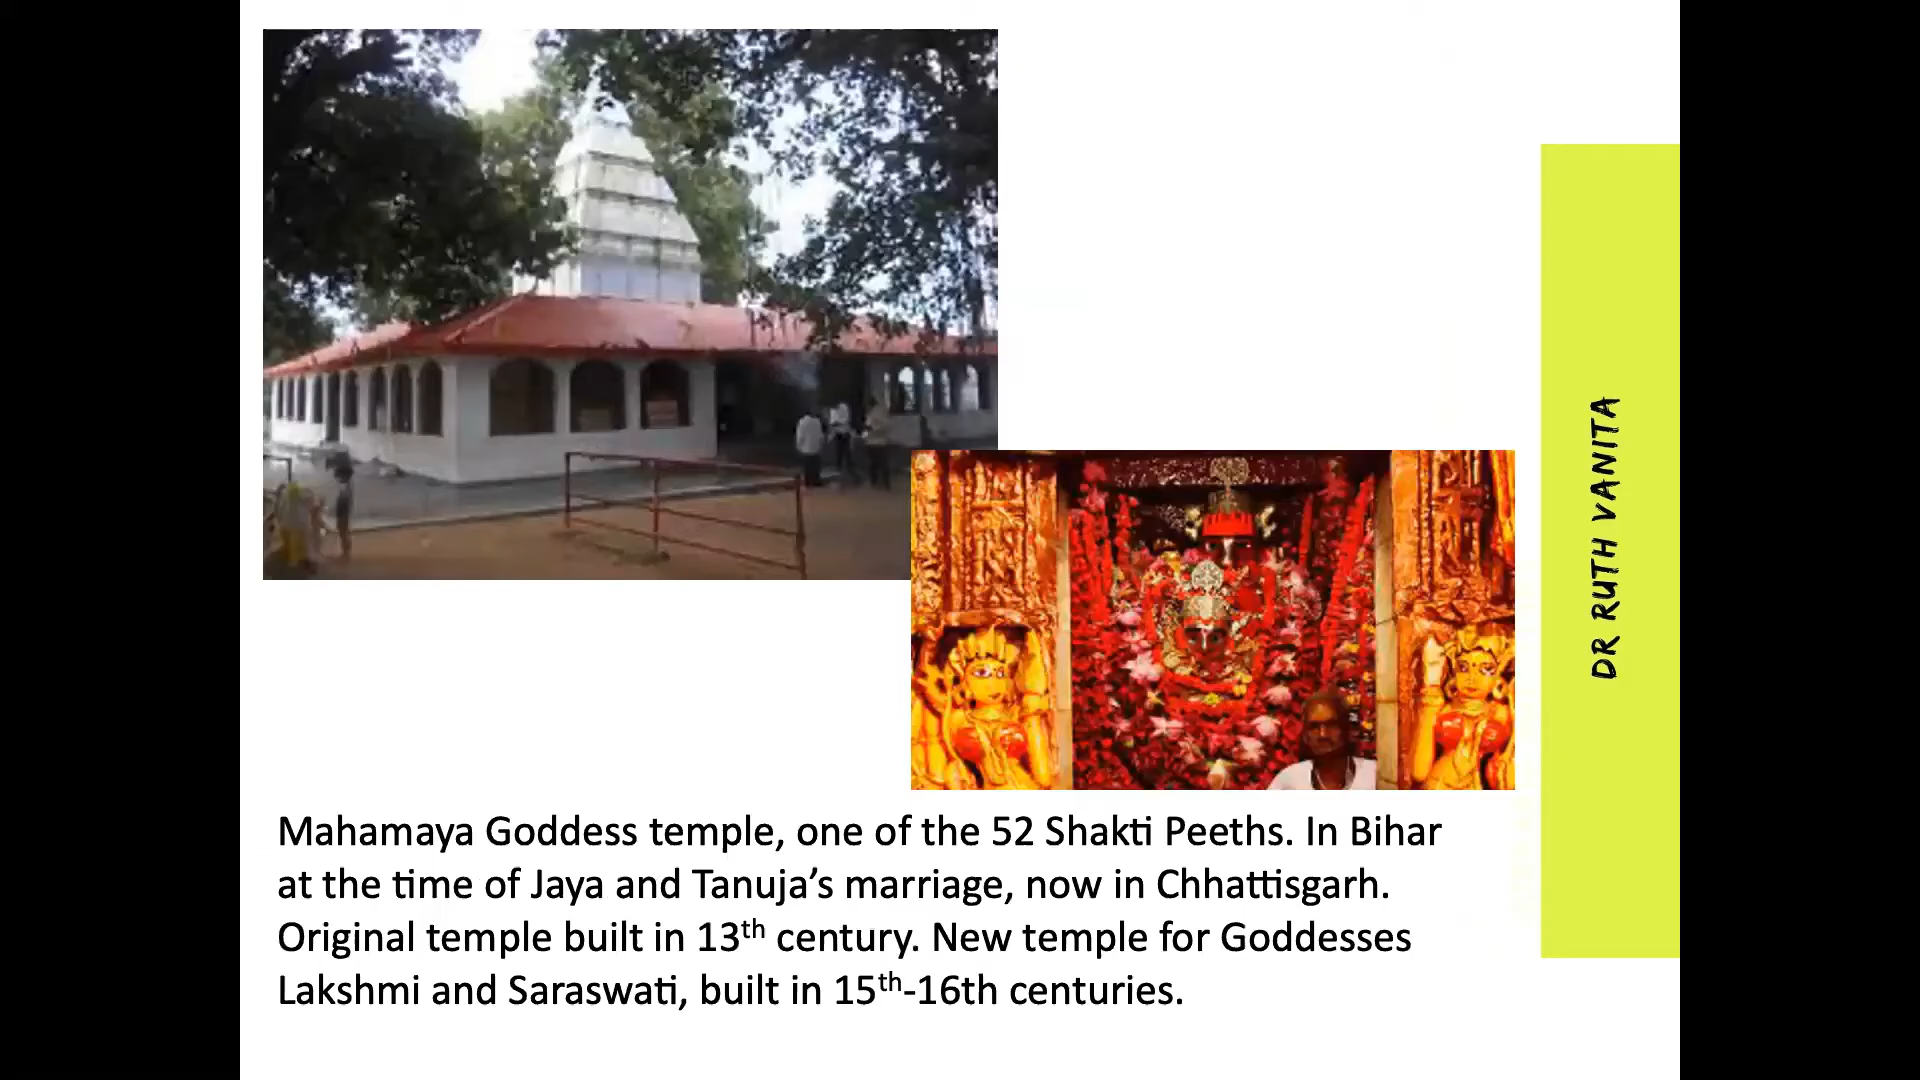 DR RUTH VANITA
Mahamaya Goddess temple, one of the 52 Shakti Peeths. In Bihar
at the time of Jaya and Tanuja’s marriage, now in Chhattisgarh.
Original temple built in 13th century. New temple for Goddesses
Lakshmi and Saraswati, built in 15th-16th centuries.